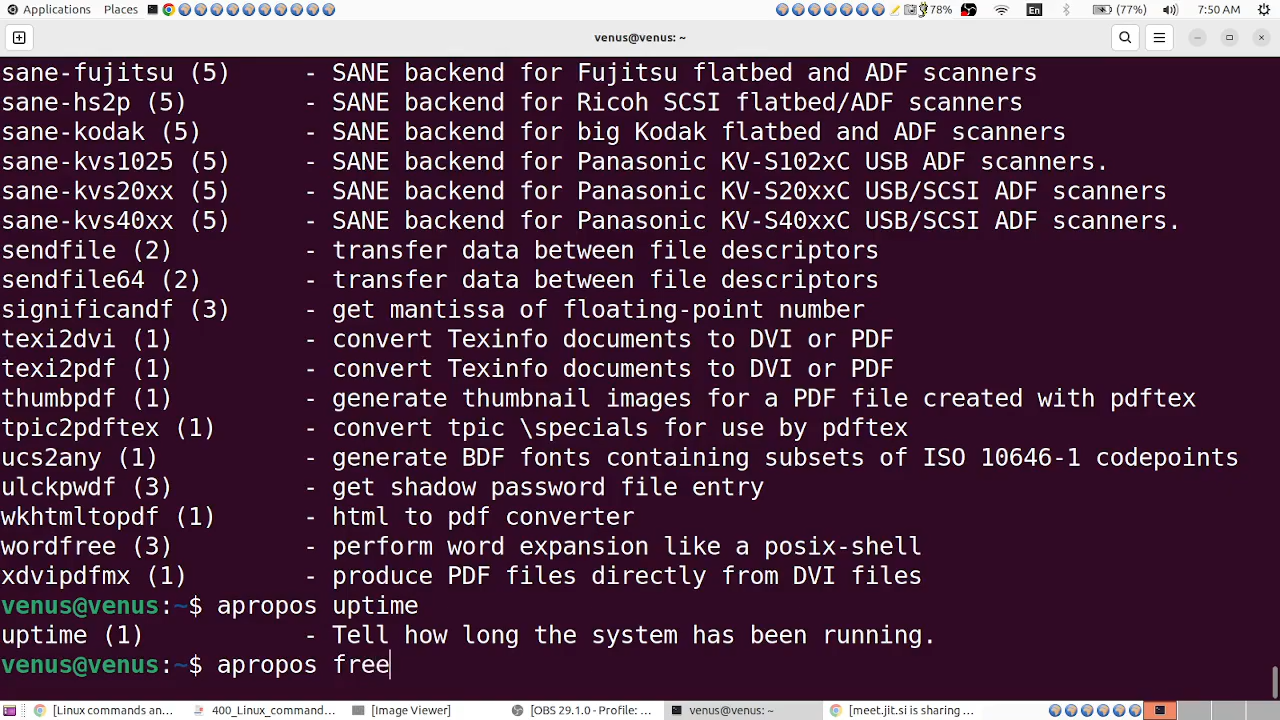 Applications Places 78% En (77%) 7:50 AM
venus@venus: ~
sane-fujitsu (5) - SANE backend for Fujitsu flatbed and ADF scanners
sane-hs2p (5) - SANE backend for Ricoh SCSI flatbed/ADF scanners
sane-kodak (5) - SANE backend for big Kodak flatbed and ADF scanners
sane-kvs1025 (5) - SANE backend for Panasonic KV-S102xC USB ADF scanners.
sane-kvs20xx (5) - SANE backend for Panasonic KV-S20xxC USB/SCSI ADF scanners
sane-kvs40xx (5) - SANE backend for Panasonic KV-S40xxC USB/SCSI ADF scanners.
sendfile (2) - transfer data between file descriptors
sendfile64 (2) - transfer data between file descriptors
significandf (3) - get mantissa of floating-point number
texi2dvi (1) - convert Texinfo documents to DVI or PDF
texi2pdf (1) - convert Texinfo documents to DVI or PDF
thumbpdf (1) - generate thumbnail images for a PDF file created with pdftex
tpic2pdftex (1) - convert tpic \specials for use by pdftex
ucs2any (1) - generate BDF fonts containing subsets of ISO 10646-1 codepoints
ulckpwdf (3) - get shadow password file entry
wkhtmltopdf (1) - html to pdf converter
wordfree (3) - perform word expansion like a posix-shell
xdvipdfmx (1) - produce PDF files directly from DVI files
venus@venus:~$ apropos uptime
uptime (1) - Tell how long the system has been running.
venus@venus:~$ apropos free
[Linux commands an... 400_Linux_comman... [Image Viewer] [OBS 29.1.0 - Profile: ... venus@venus: ~ [meet.jit.si is sharing ...